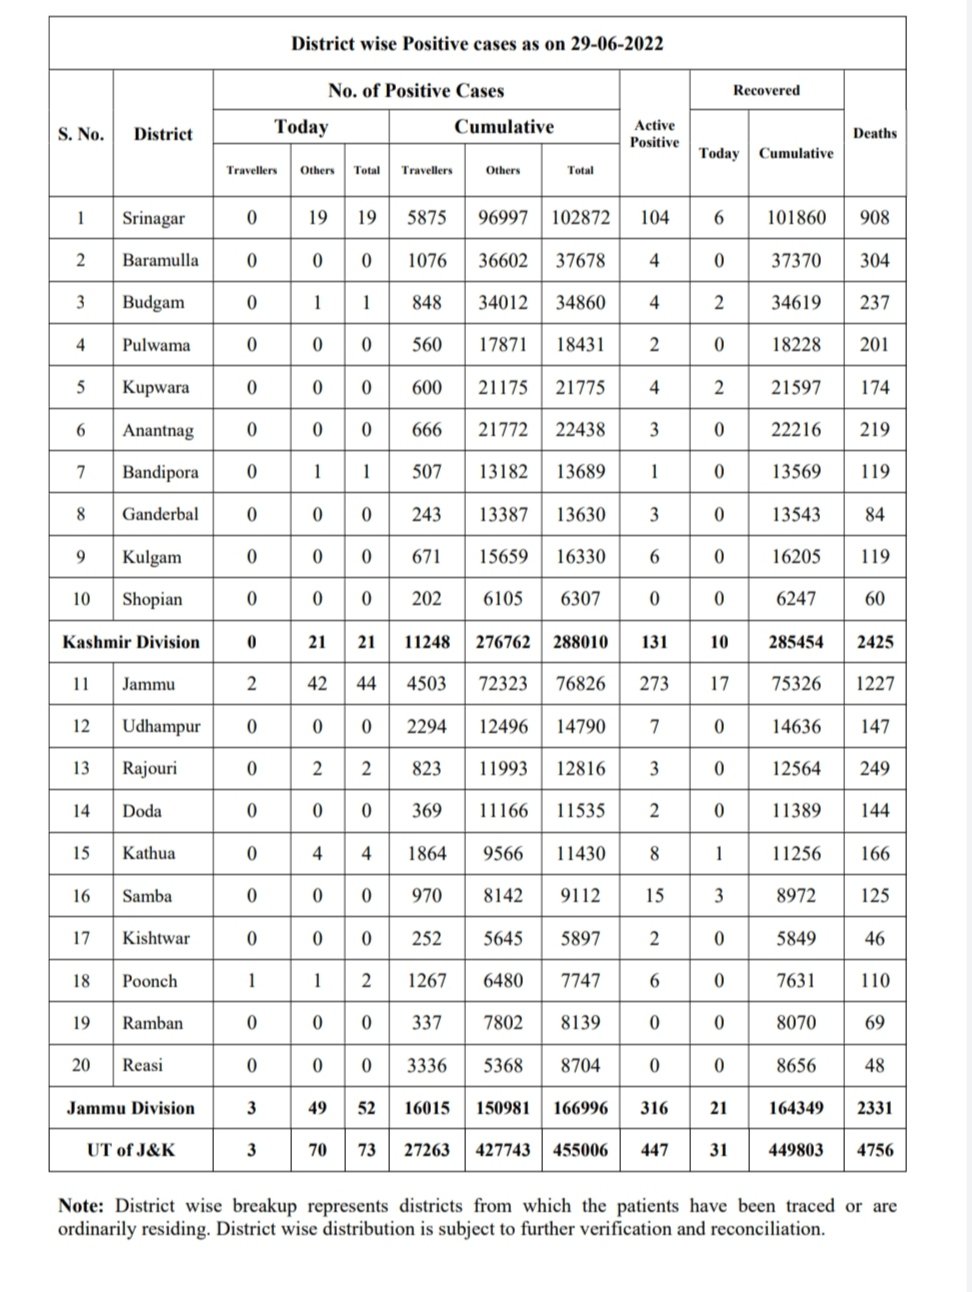 District wise Positive cases as on 29-06-2022
S. No. District No. of Positive Cases Active Positive Recovered Deaths
Today Cumulative Today Cumulative
Travellers Others Total Travellers Others Total
1 Srinagar 0 19 19 5875 96997 102872 104 6 101860 908
2 Baramulla 0 0 0 1076 36602 37678 4 0 37370 304
3 Budgam 0 1 1 848 34012 34860 4 2 34619 237
4 Pulwama 0 0 0 560 17871 18431 2 0 18228 201
5 Kupwara 0 0 0 600 21175 21775 4 2 21597 174
6 Anantnag 0 0 0 666 21772 22438 3 0 22216 219
7 Bandipora 0 1 1 507 13182 13689 1 0 13569 119
8 Ganderbal 0 0 0 243 13387 13630 3 0 13543 84
9 Kulgam 0 0 0 671 15659 16330 6 0 16205 119
10 Shopian 0 0 0 202 6105 6307 0 0 6247 60
Kashmir Division 0 21 21 11248 276762 288010 131 10 285454 2425
11 Jammu 2 42 44 4503 72323 76826 273 17 75326 1227
12 Udhampur 0 0 0 2294 12496 14790 7 0 14636 147
13 Rajouri 0 2 2 823 11993 12816 3 0 12564 249
14 Doda 0 0 0 369 11166 11535 2 0 11389 144
15 Kathua 0 4 4 1864 9566 11430 8 1 11256 166
16 Samba 0 0 0 970 8142 9112 15 3 8972 125
17 Kishtwar 0 0 0 252 5645 5897 2 0 5849 46
18 Poonch 1 1 2 1267 6480 7747 6 0 7631 110
19 Ramban 0 0 0 337 7802 8139 0 0 8070 69
20 Reasi 0 0 0 3336 5368 8704 0 0 8656 48
Jammu Division 3 49 52 16015 150981 166996 316 21 164349 2331
UT of J&K 3 70 73 27263 427743 455006 447 31 449803 4756
Note: District wise breakup represents districts from which the patients have been traced or are
ordinarily residing. District wise distribution is subject to further verification and reconciliation.